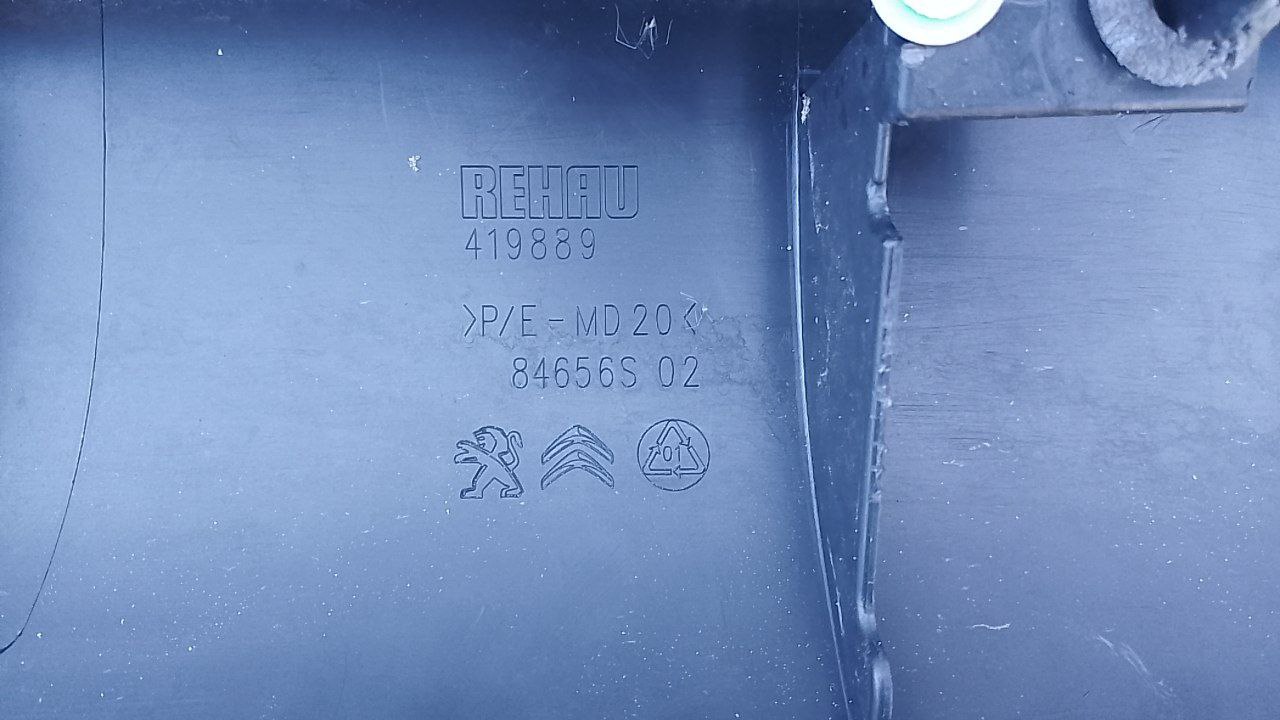 REHAU
419889
>P/E-MD20<
84656S 02
01